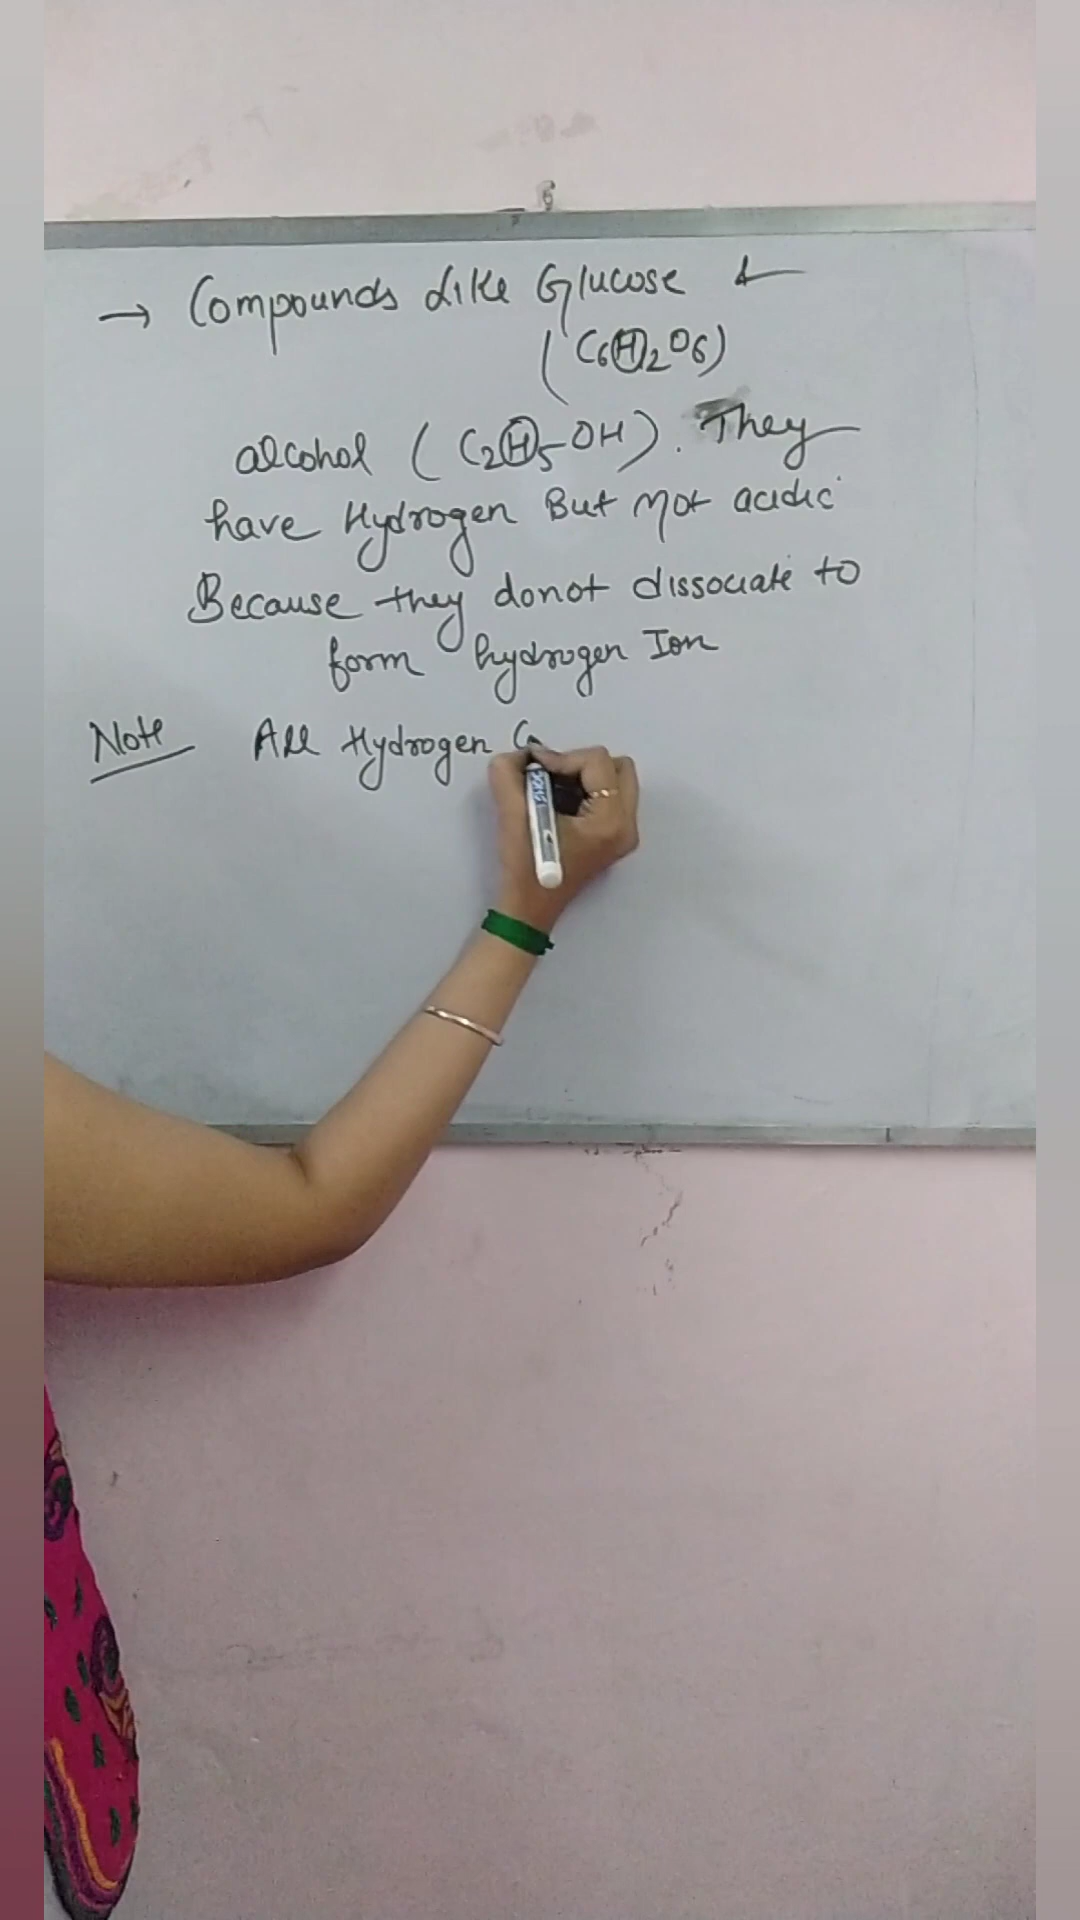 → Compounds like Glucose &
(C6H12O6)
alcohol (C2H5-OH). They
have Hydrogen But not acidic
Because they donot dissociate to
form hydrogen Ion
Note All Hydrogen Co